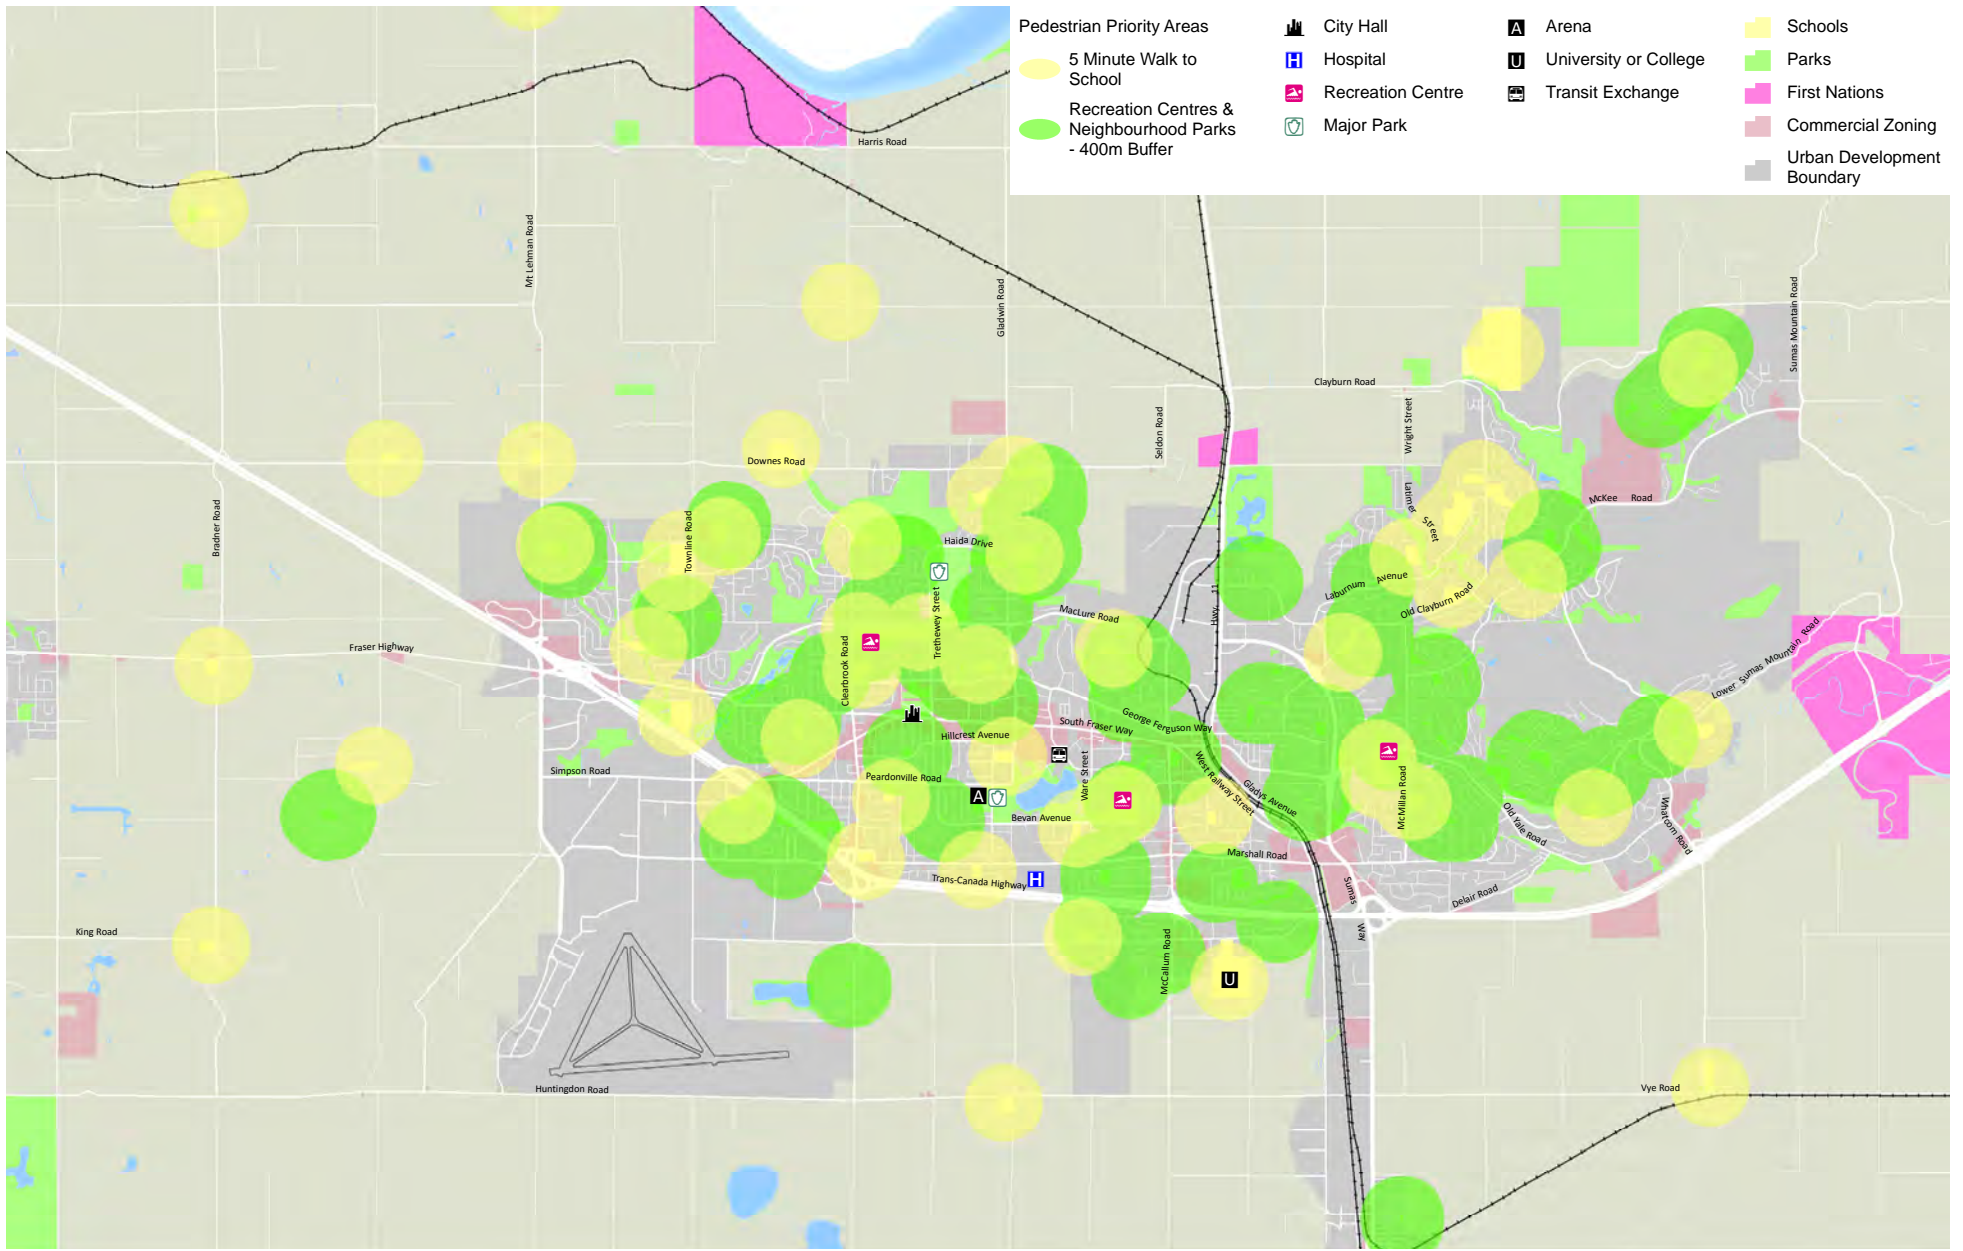 Pedestrian Priority Areas
5 Minute Walk to
School
Recreation Centres &
Neighbourhood Parks
- 400m Buffer
City Hall
H
Hospital
Recreation Centre
Major Park
A
Arena
U
University or College
Transit Exchange
Schools
Parks
First Nations
Commercial Zoning
Urban Development
Boundary
Harris Road
Mt Lehman Road
Gladwin Road
Sumas Mountain Road
Clayburn Road
Seldon Road
Wright Street
Downes Road
McKee Road
Latimer Street
Bradner Road
Townline Road
Haida Drive
Laburnum Avenue
Old Clayburn Road
Hwy. 11
MacLure Road
Trethewey Street
Fraser Highway
Clearbrook Road
Lower Sumas Mountain Road
George Ferguson Way
South Fraser Way
Hillcrest Avenue
Simpson Road
Peardonville Road
Ware Street
West Railway Street
Gladys Avenue
A
McMillan Road
Old Yale Road
Whatcom Road
Bevan Avenue
Marshall Road
Trans-Canada Highway
H
Sumas Way
Delair Road
King Road
McCallum Road
U
Huntingdon Road
Vye Road